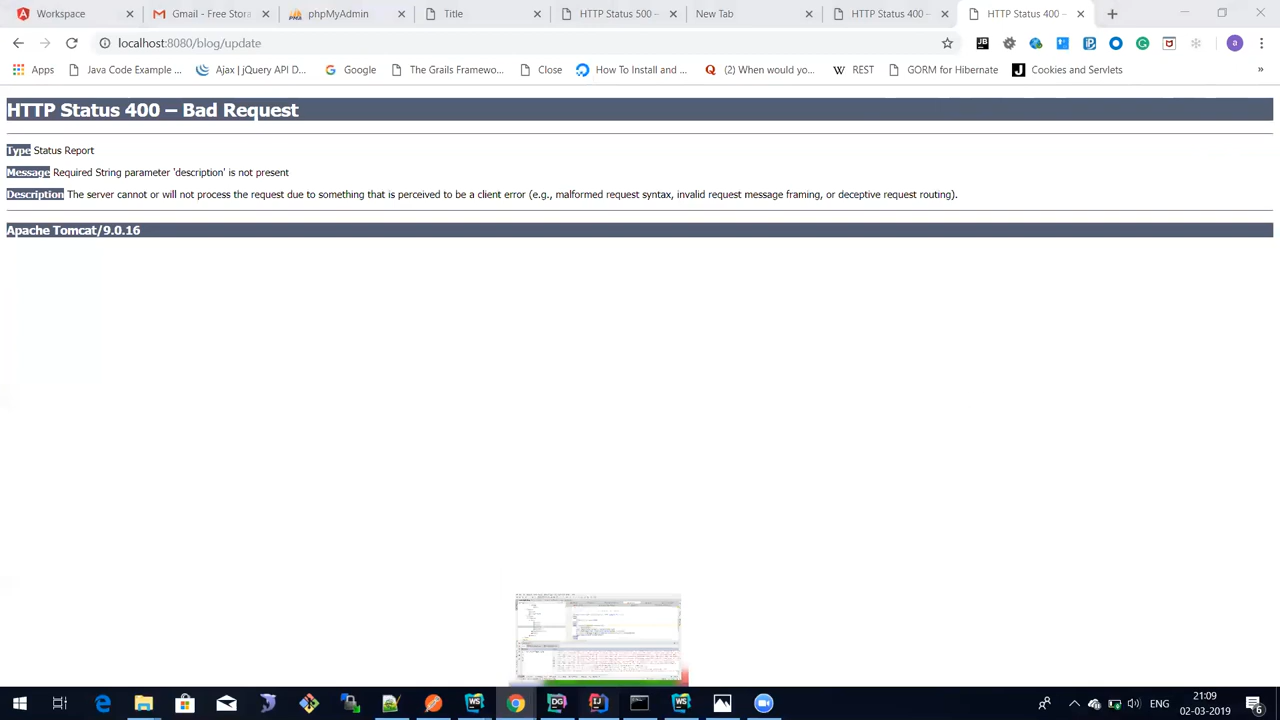 Workspace
Gmail - Free Stora
phpMyAdmin
Title
HTTP Status 500 –
New Tab
HTTP Status 400 –
HTTP Status 400 –
localhost:8080/blog/update
Apps
Java Code Example ...
Ajax | jQuery API D...
Google
The Grails Framewo...
Close
How To Install and ...
(2) When would yo...
REST
GORM for Hibernate
Cookies and Servlets
»
HTTP Status 400 – Bad Request
Type Status Report
Message Required String parameter 'description' is not present
Description The server cannot or will not process the request due to something that is perceived to be a client error (e.g., malformed request syntax, invalid request message framing, or deceptive request routing).
Apache Tomcat/9.0.16
ENG
21:09
02-03-2019
6